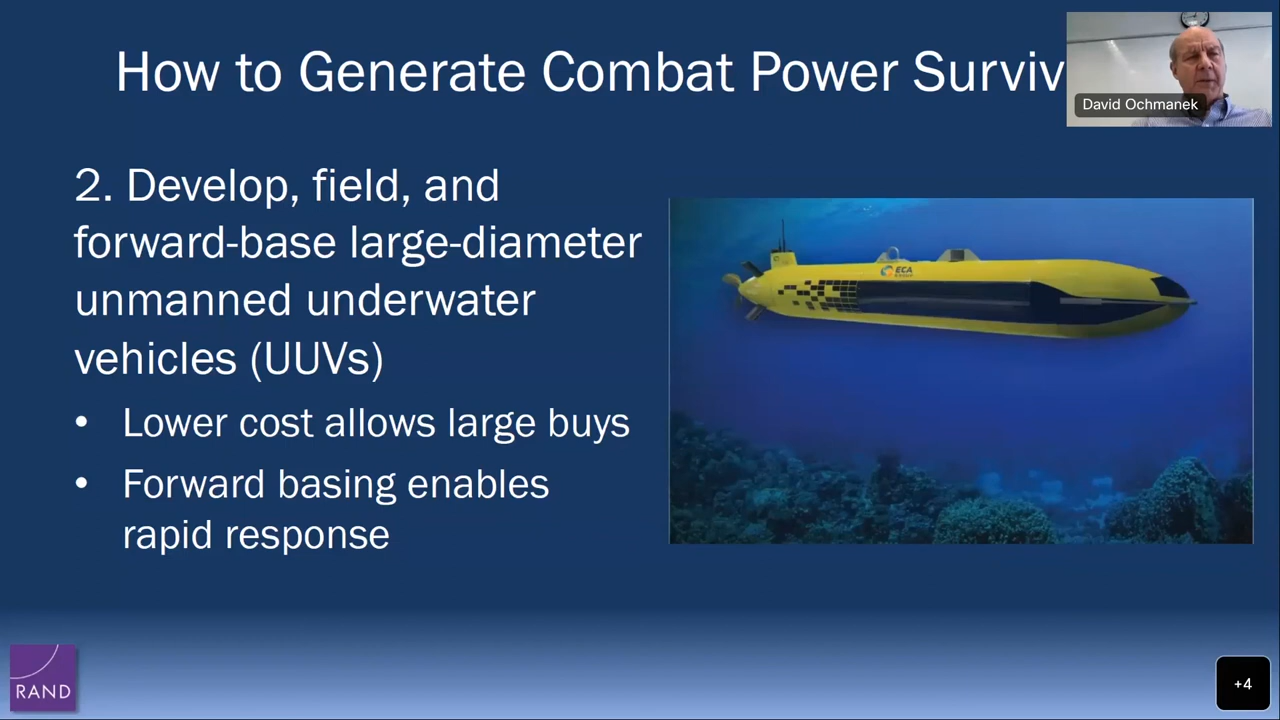 How to Generate Combat Power Surviv
David Ochmanek
2. Develop, field, and
forward-base large-diameter
unmanned underwater
vehicles (UUVs)
• Lower cost allows large buys
• Forward basing enables
rapid response
ECA
GROUP
RAND
+4